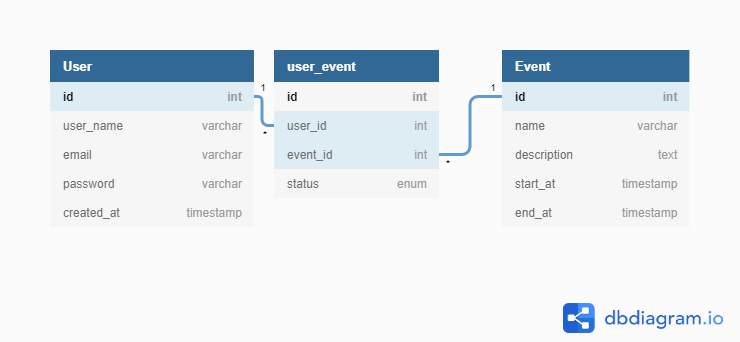 User
id int
user_name varchar
email varchar
password varchar
created_at timestamp
1
*
user_event
id int
user_id int
event_id int
status enum
*
1
Event
id int
name varchar
description text
start_at timestamp
end_at timestamp
dbdiagram.io